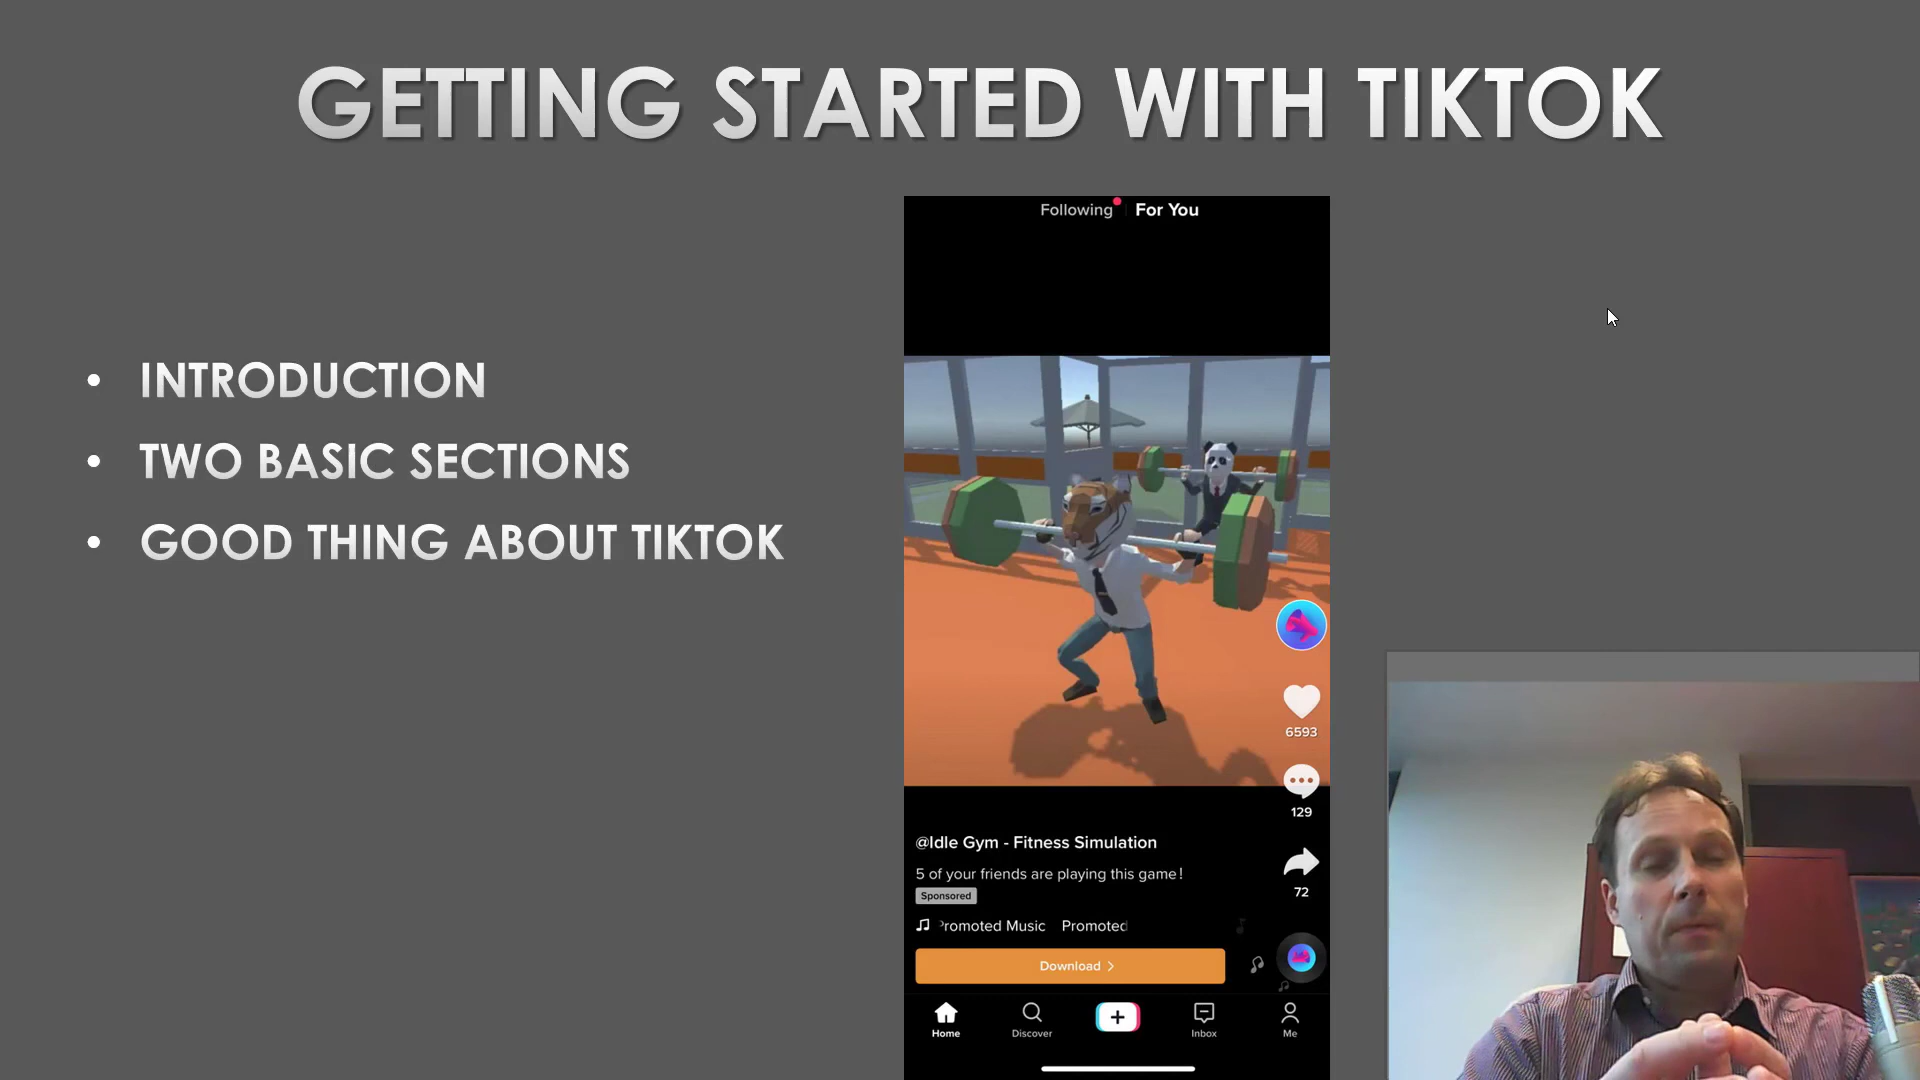 GETTING STARTED WITH TIKTOK
• INTRODUCTION
• TWO BASIC SECTIONS
• GOOD THING ABOUT TIKTOK
Following For You
6593
129
72
@Idle Gym - Fitness Simulation
5 of your friends are playing this game!
Sponsored
romoted Music Promoted
Download >
Home Discover Inbox Me